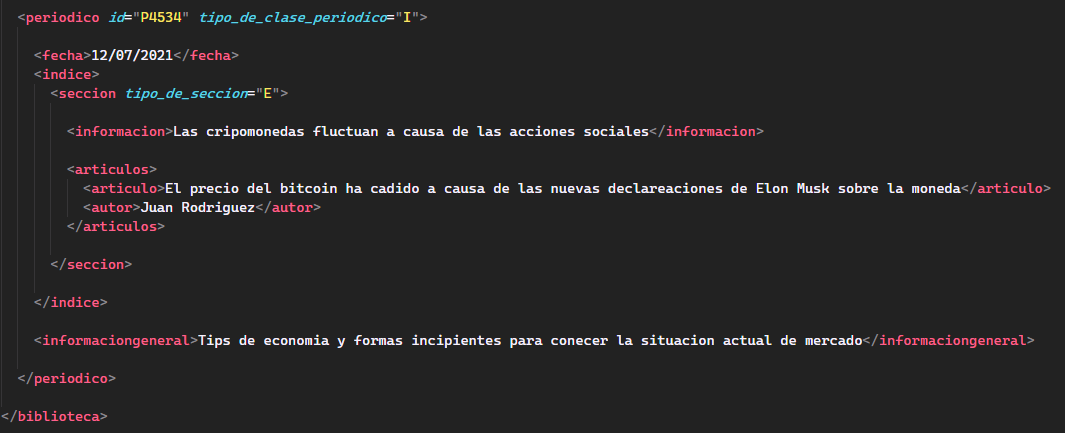 <periodico id="P4534" tipo_de_clase_periodico="I">
<fecha>12/07/2021</fecha>
<indice>
<seccion tipo_de_seccion="E">
<informacion>Las cripomonedas fluctuan a causa de las acciones sociales</informacion>
<articulos>
<articulo>El precio del bitcoin ha cadido a causa de las nuevas declareaciones de Elon Musk sobre la moneda</articulo>
<autor>Juan Rodriguez</autor>
</articulos>
</seccion>
</indice>
<informaciongeneral>Tips de economia y formas incipientes para conecer la situacion actual de mercado</informaciongeneral>
</periodico>
</biblioteca>